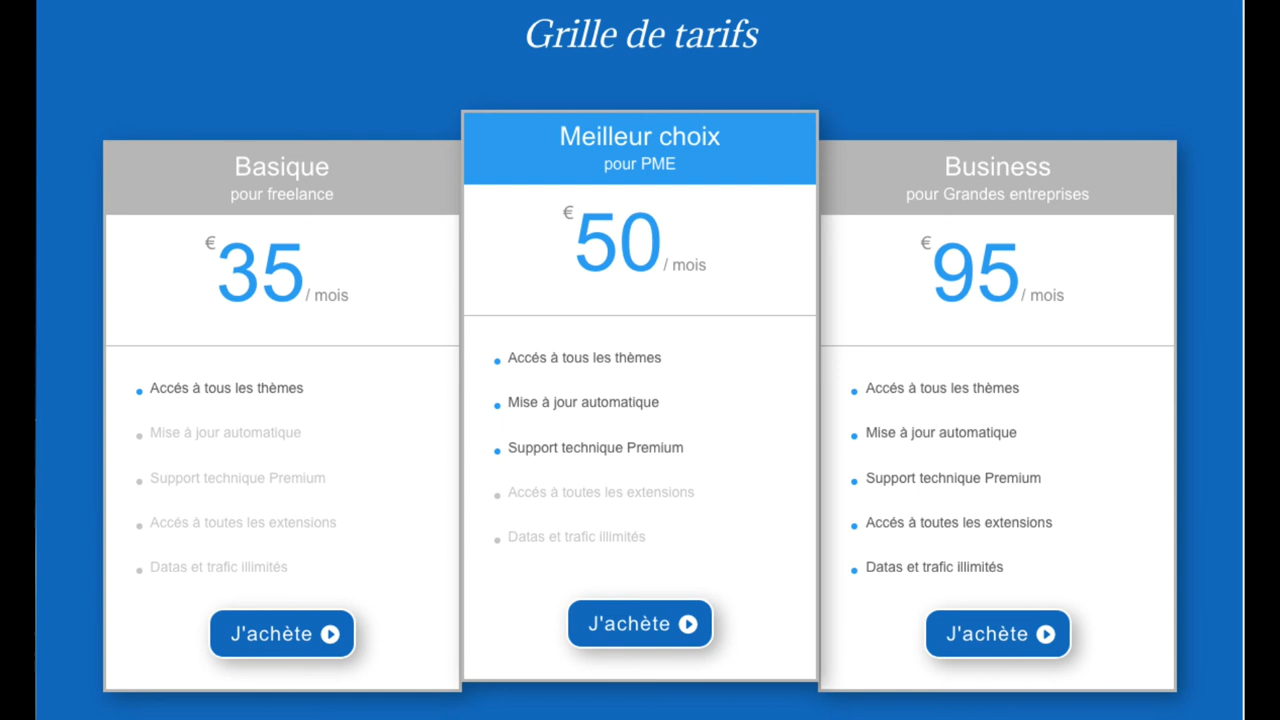 Grille de tarifs
Basique
pour freelance
€
35
/ mois
Accés à tous les thèmes
Mise à jour automatique
Support technique Premium
Accés à toutes les extensions
Datas et trafic illimités
J'achète
Meilleur choix
pour PME
€
50
/ mois
Accés à tous les thèmes
Mise à jour automatique
Support technique Premium
Accés à toutes les extensions
Datas et trafic illimités
J'achète
Business
pour Grandes entreprises
€
95
/ mois
Accés à tous les thèmes
Mise à jour automatique
Support technique Premium
Accés à toutes les extensions
Datas et trafic illimités
J'achète